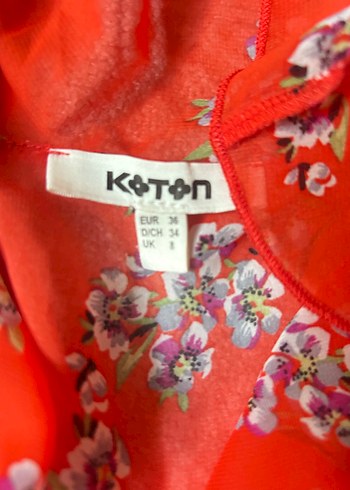 KOTON
EUR 36
D/CH 34
UK 8